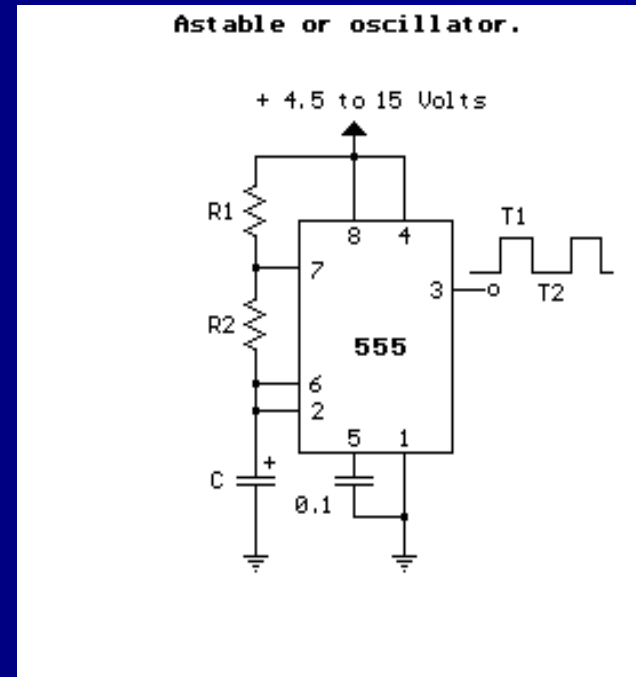 Astable or oscillator.
+ 4.5 to 15 Volts
R1
8 4
T1
7
3
T2
R2
555
6
2
5 1
+
C
0.1